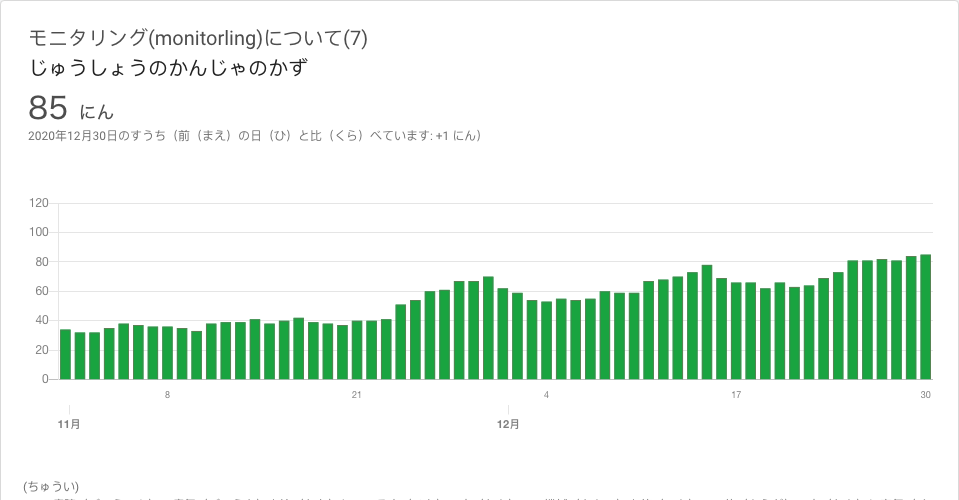 モニタリング(monitorling)について(7)
じゅうしょうのかんじゃのかず
85 にん
2020年12月30日のすうち（前（まえ）の日（ひ）と比（くら）べています: +1 にん）
120
100
80
60
40
20
0
8 21 4 17 30
11月 12月
(ちゅうい)